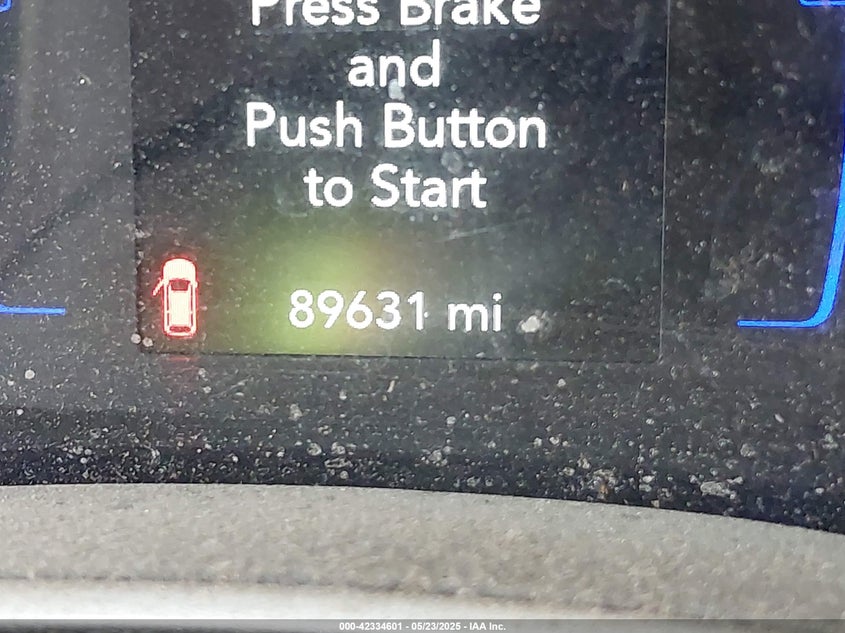 Press Brake
and
Push Button
to Start
89631 mi
000-42334601 - 05/23/2025 - IAA Inc.